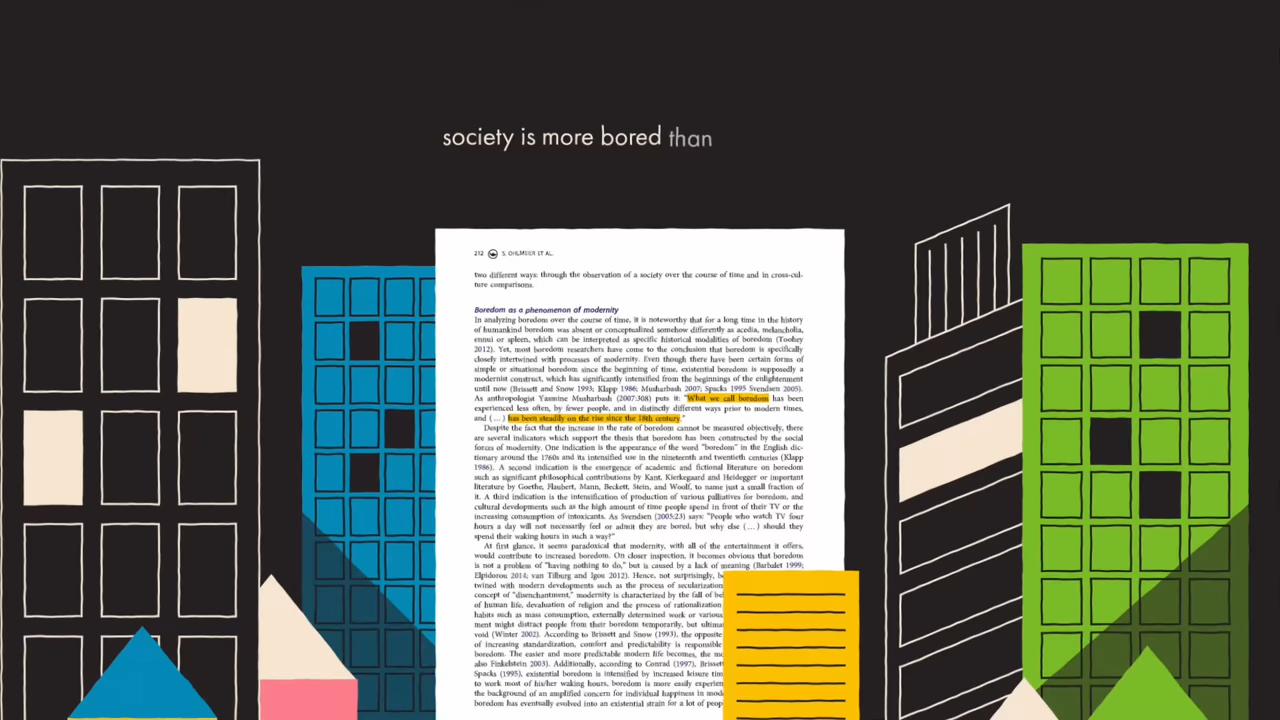 society is more bored than
212 S. OHLMEIER ET AL.
two different ways: through the observation of a society over the course of time and in cross-cul-
ture comparisons.
Boredom as a phenomenon of modernity
In analyzing boredom over the course of time, it is noteworthy that for a long time in the history
of humankind boredom was absent or conceptualized somehow differently as acedia, melancholia,
ennui or spleen, which can be interpreted as specific historical modalities of boredom (Toohey
2012). Yet, most boredom researchers have come to the conclusion that boredom is specifically
closely intertwined with processes of modernity. Even though there have been certain forms of
simple or situational boredom since the beginning of time, existential boredom is supposedly a
modernist construct, which has significantly intensified from the beginnings of the enlightenment
until now (Brissett and Snow 1993; Klapp 1986; Musharbash 2007; Spacks 1995 Svendsen 2005).
As anthropologist Yasmine Musharbash (2007:308) puts it: "What we call boredom has been
experienced less often, by fewer people, and in distinctly different ways prior to modern times,
and (…) has been steadily on the rise since the 18th century."
Despite the fact that the increase in the rate of boredom cannot be measured objectively, there
are several indicators which support the thesis that boredom has been constructed by the social
forces of modernity. One indication is the appearance of the word "boredom" in the English dic-
tionary around the 1760s and its intensified use in the nineteenth and twentieth centuries (Klapp
1986). A second indication is the emergence of academic and fictional literature on boredom
such as significant philosophical contributions by Kant, Kierkegaard and Heidegger or important
literature by Goethe, Flaubert, Mann, Beckett, Stein, and Woolf, to name just a small fraction of
it. A third indication is the intensification of production of various palliatives for boredom, and
cultural developments such as the high amount of time people spend in front of their TV or the
increasing consumption of intoxicants. As Svendsen (2005:23) says: "People who watch TV four
hours a day will not necessarily feel or admit they are bored, but why else (…) should they
spend their waking hours in such a way?"
At first glance, it seems paradoxical that modernity, with all of the entertainment it offers,
would contribute to increased boredom. On closer inspection, it becomes obvious that boredom
is not a problem of "having nothing to do," but is caused by a lack of meaning (Barbalet 1999;
Elpidorou 2014; van Tilburg and Igou 2012). Hence, not surprisingly, b
twined with modern developments such as the process of secularization
concept of "disenchantment," modernity is characterized by the fall of bel
of human life, devaluation of religion and the process of rationalization
habits such as mass consumption, externally determined work or various
ment might distract people from their boredom temporarily, but ultima
void (Winter 2002). According to Brissett and Snow (1993), the opposite
of increasing standardization, comfort and predictability is responsible
boredom. The easier and more predictable modern life becomes, the mo
also Finkelstein 2003). Additionally, according to Conrad (1997), Brissett
Spacks (1995), existential boredom is intensified by increased leisure tim
to work most of his/her waking hours, boredom is more easily experien
the background of an amplified concern for individual happiness in mod
boredom has eventually evolved into an existential strain for a lot of peop